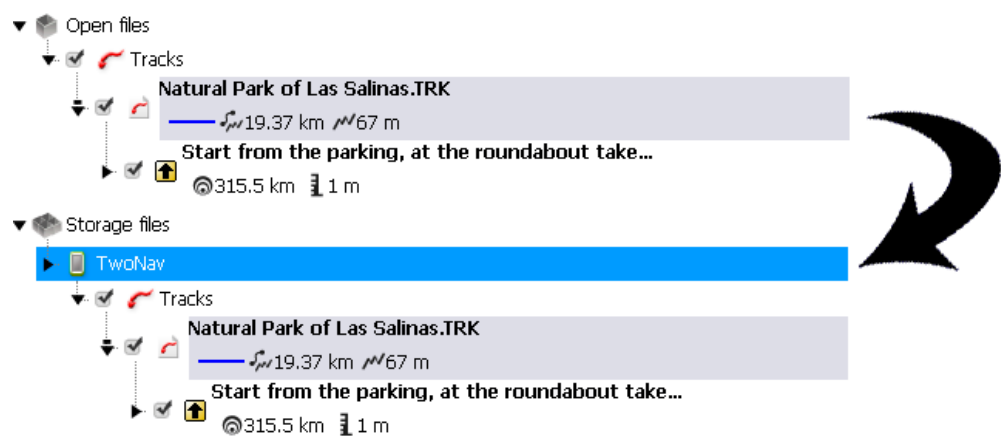 Open files
Tracks
Natural Park of Las Salinas.TRK
19.37 km 67 m
Start from the parking, at the roundabout take...
315.5 km 1 m
Storage files
TwoNav
Tracks
Natural Park of Las Salinas.TRK
19.37 km 67 m
Start from the parking, at the roundabout take...
315.5 km 1 m